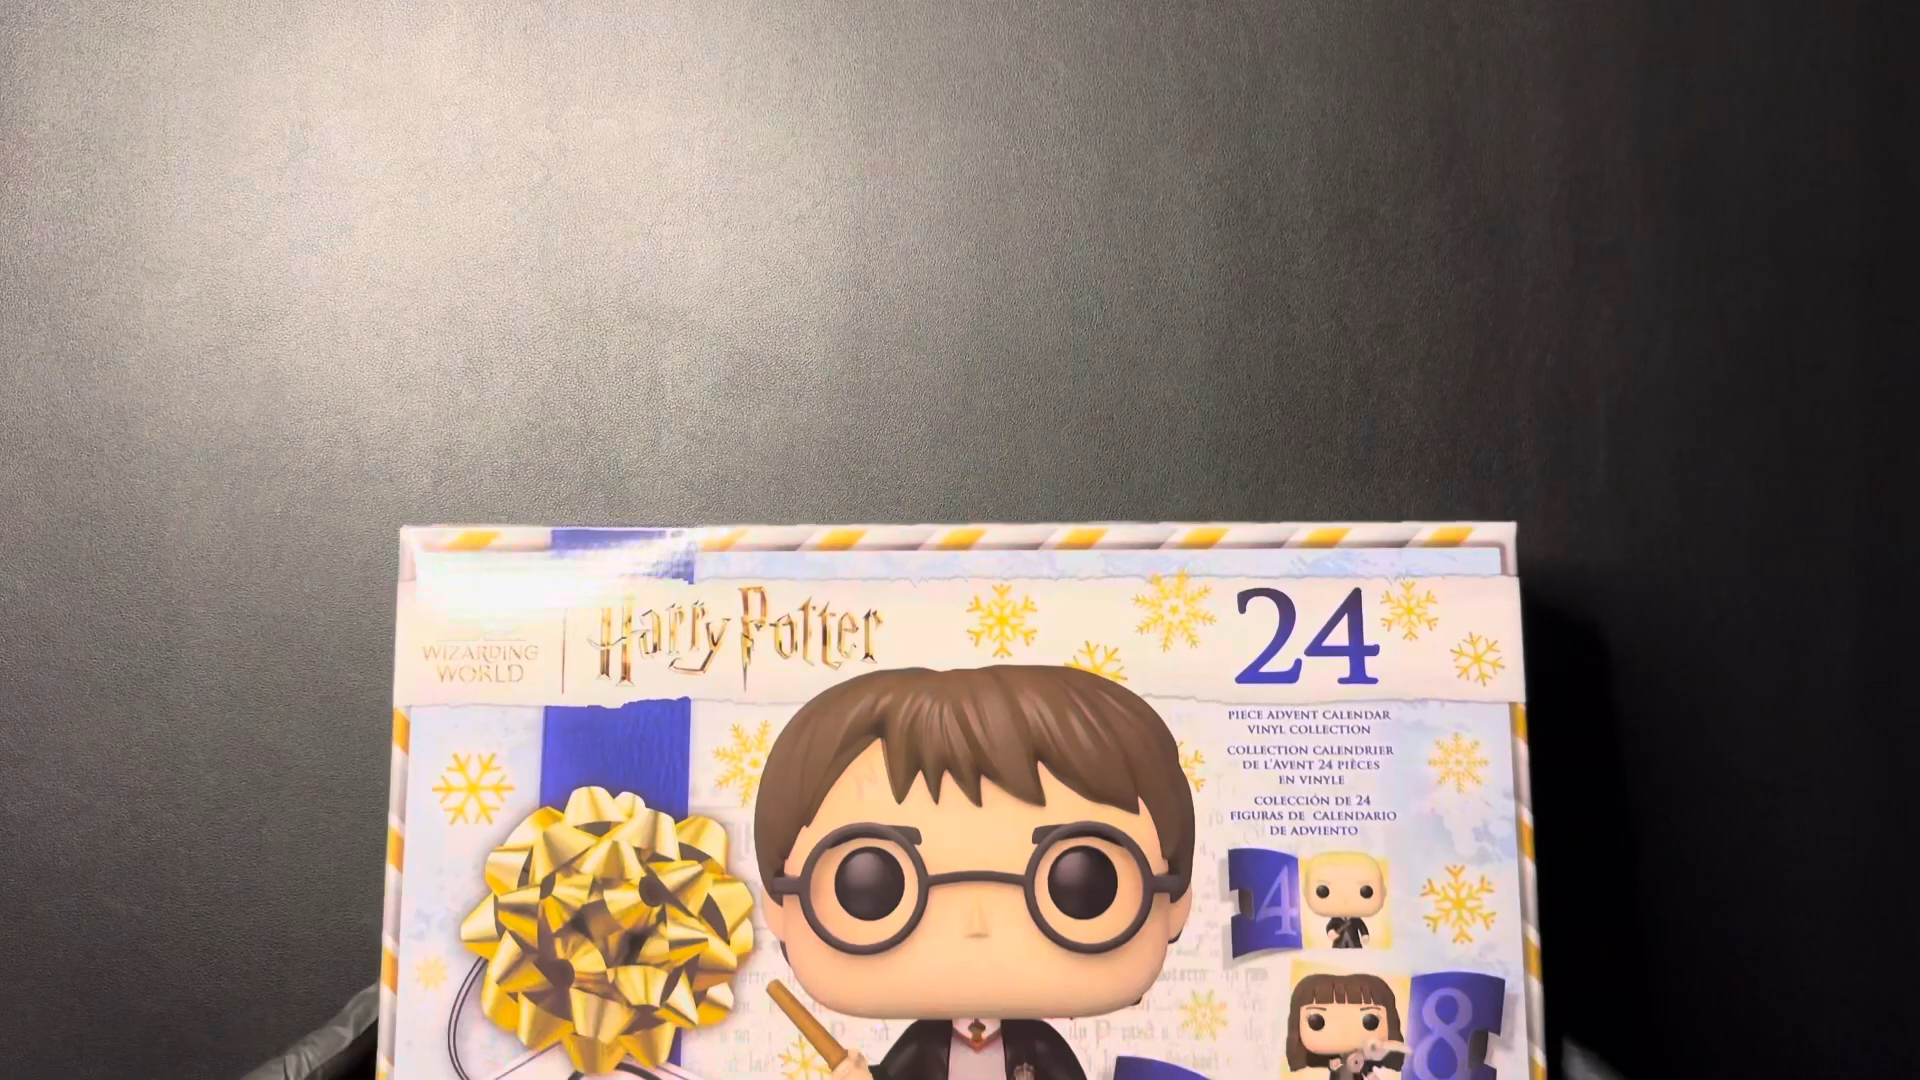 WIZARDING
WORLD
Harry Potter
24
PIECE ADVENT CALENDAR
VINYL COLLECTION
COLLECTION CALENDRIER
DE L'AVENT 24 PIÈCES
EN VINYLE
COLECCIÓN DE 24
FIGURAS DE CALENDARIO
DE ADVIENTO
4
8